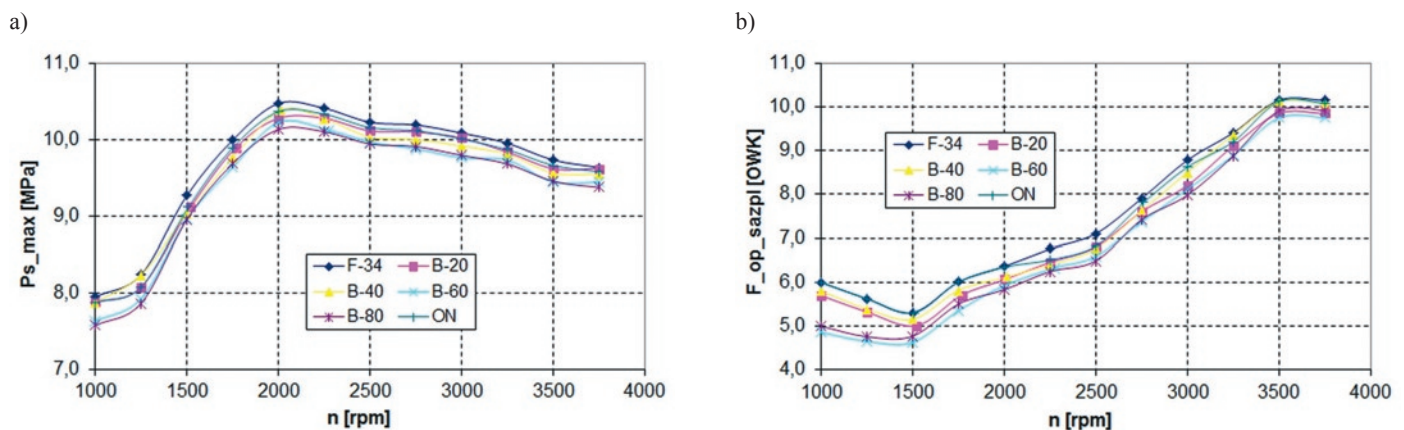 a)
11,0
10,0
9,0
8,0
7,0
Ps_max [MPa]
F-34 B-20
B-40 B-60
B-80 ON
1000 1500 2000 2500 3000 3500 4000
n [rpm]
b)
11,0
10,0
9,0
8,0
7,0
6,0
5,0
4,0
F_op_sazpl [OWK]
F-34 B-20
B-40 B-60
B-80 ON
1000 1500 2000 2500 3000 3500 4000
n [rpm]